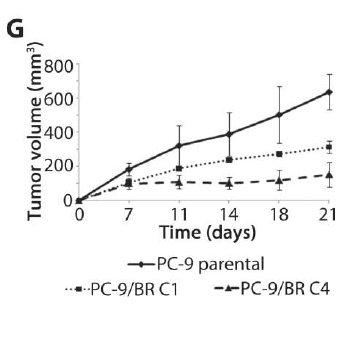 G
Tumor volume (mm³)
800
600
400
200
0
0 7 11 14 18 21
Time (days)
PC-9 parental
PC-9/BR C1 PC-9/BR C4